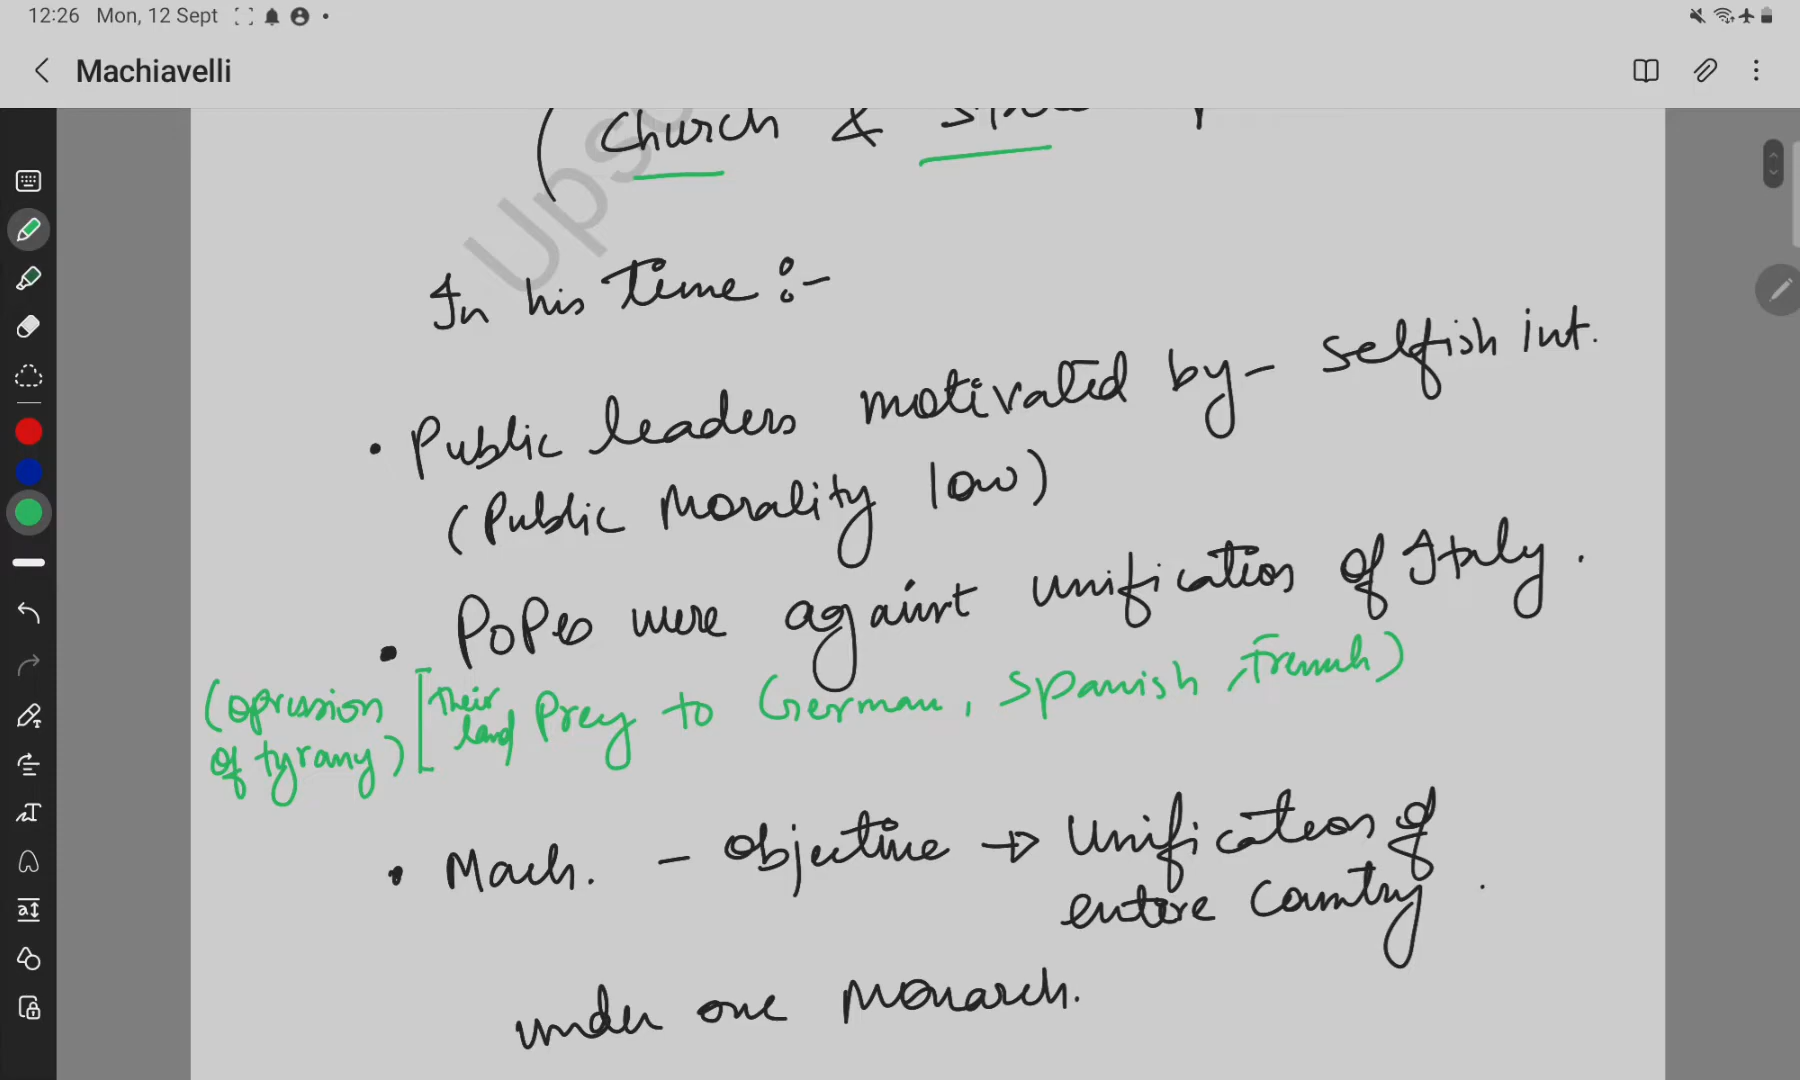 12:26 Mon, 12 Sept
Machiavelli
(Church &
Upsc
In his time :-
• Public leaders motivated by - selfish int.
(Public Morality low)
• Popes were against unification of Italy.
(opression [their land Prey to German, Spanish, French)
of tyrany)
• Mach. - objective → Unification of
entire Country.
under one Monarch.